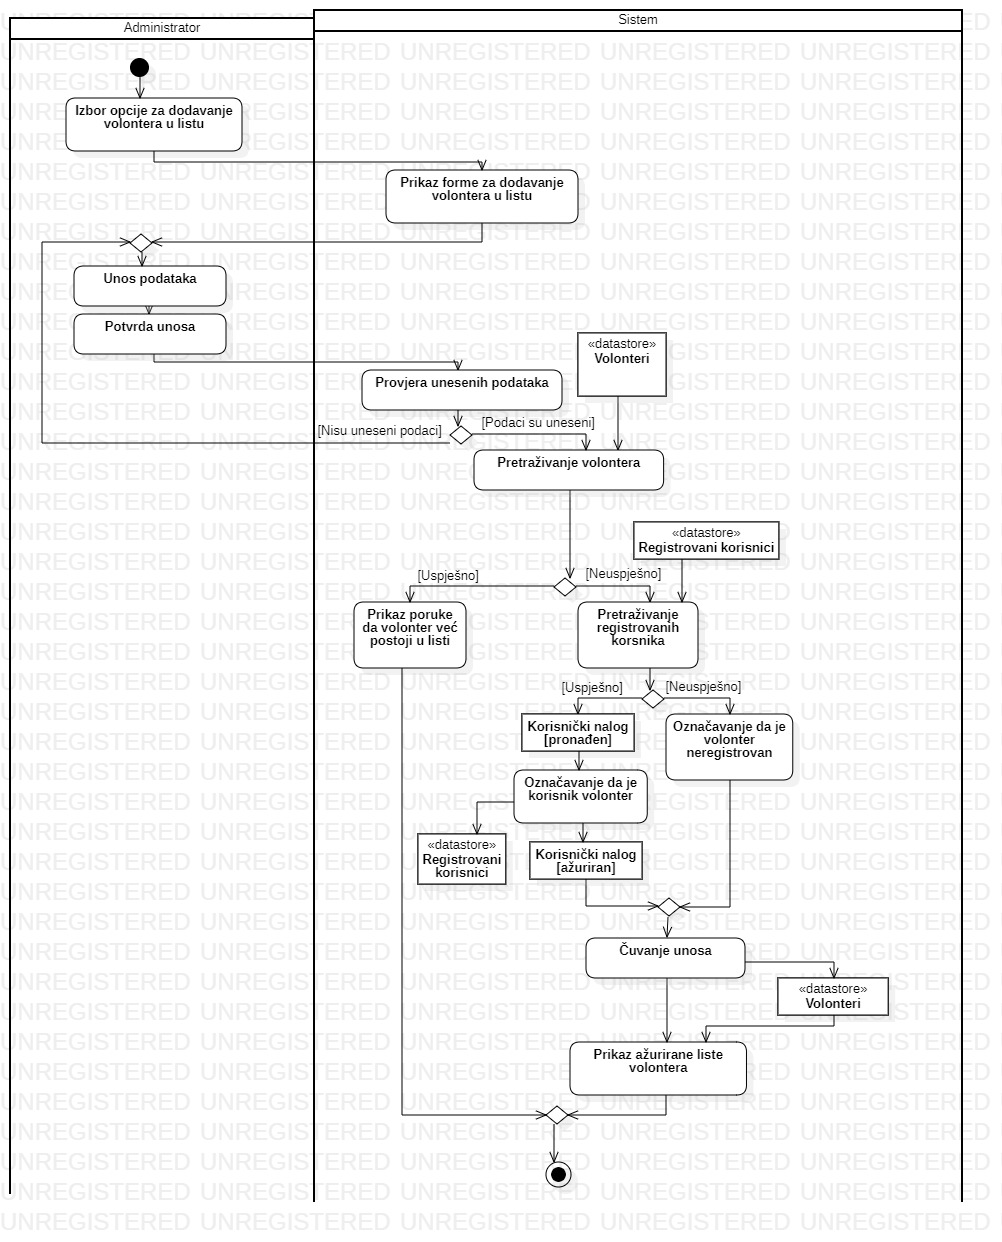 Administrator
Sistem
Izbor opcije za dodavanje
volontera u listu
Prikaz forme za dodavanje
volontera u listu
Unos podataka
Potvrda unosa
«datastore»
Volonteri
Provjera unesenih podataka
[Nisu uneseni podaci]
[Podaci su uneseni]
Pretraživanje volontera
«datastore»
Registrovani korisnici
[Uspješno]
[Neuspješno]
Prikaz poruke
da volonter već
postoji u listi
Pretraživanje
registrovanih
korsnika
[Uspješno]
[Neuspješno]
Korisnički nalog
[pronađen]
Označavanje da je
volonter
neregistrovan
Označavanje da je
korisnik volonter
«datastore»
Registrovani
korisnici
Korisnički nalog
[ažuriran]
Čuvanje unosa
«datastore»
Volonteri
Prikaz ažurirane liste
volontera
UNREGISTERED